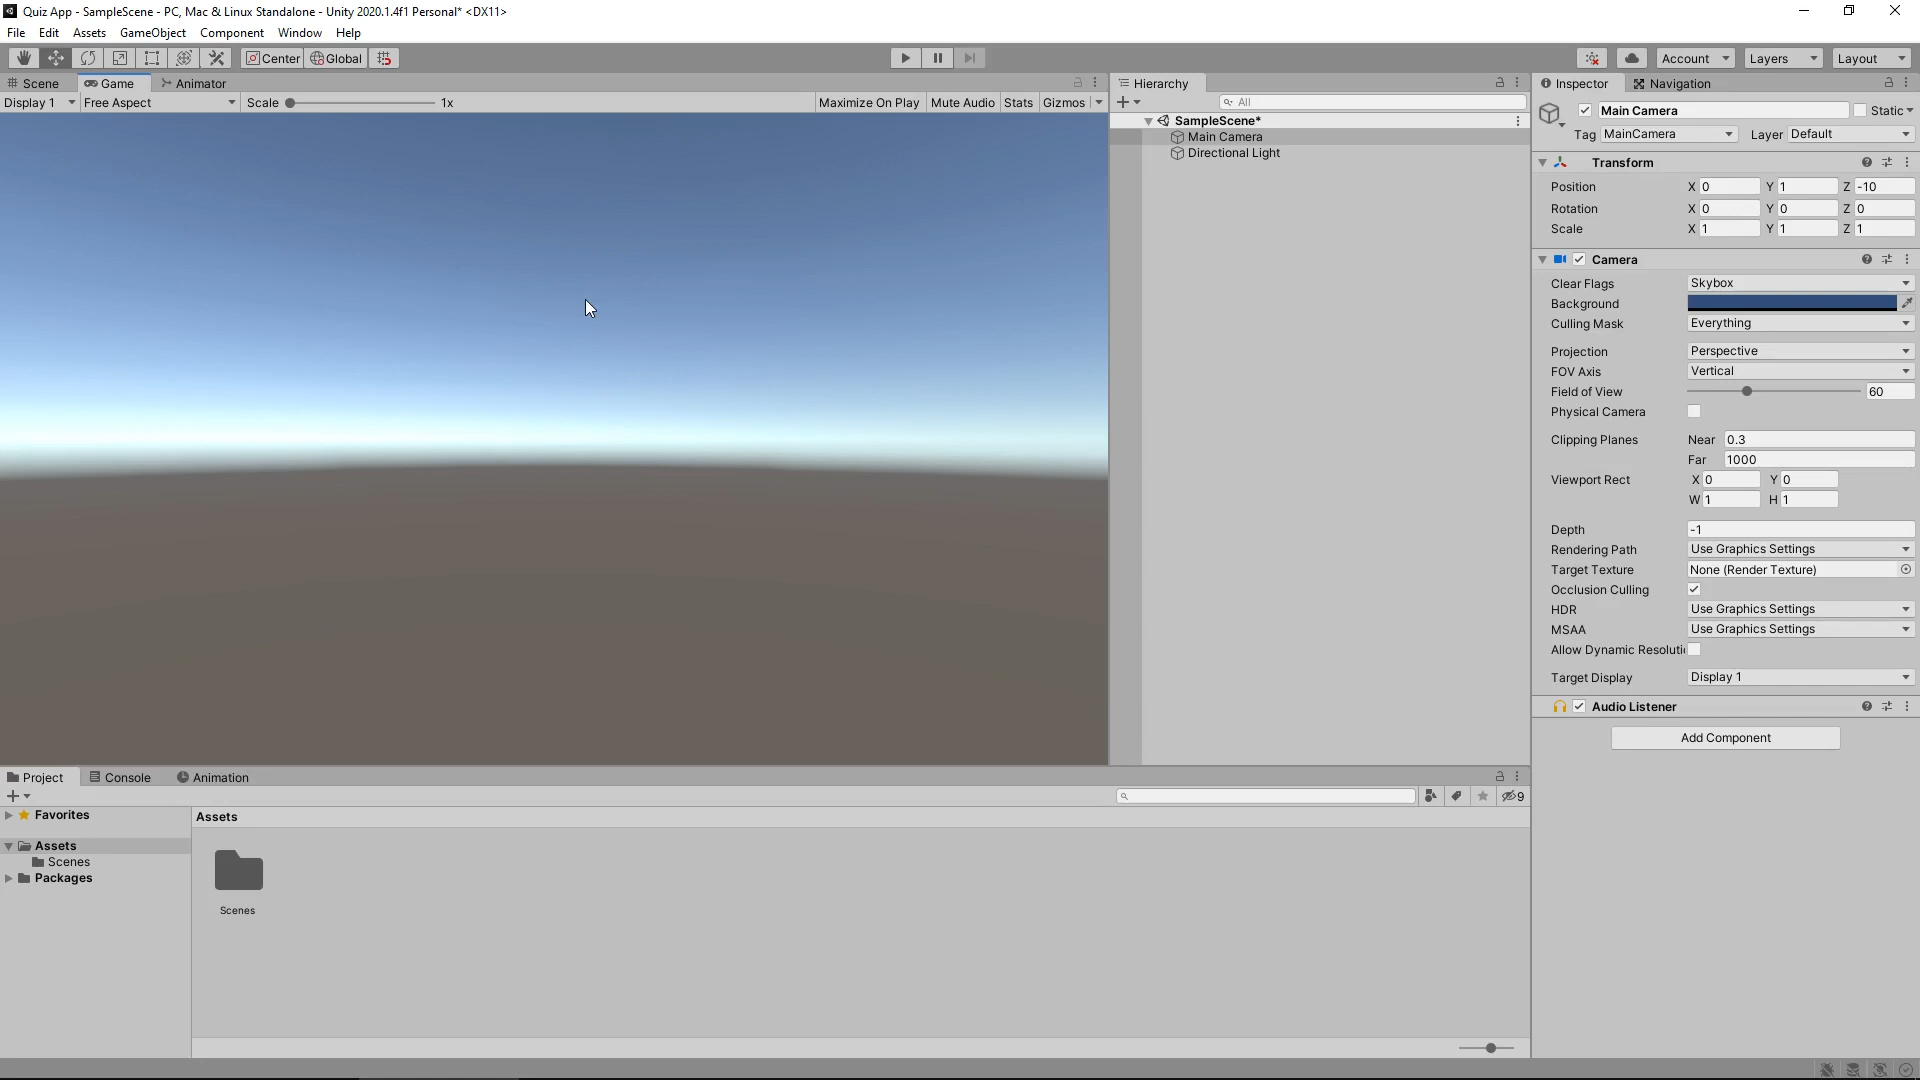 Quiz App - SampleScene - PC, Mac & Linux Standalone - Unity 2020.1.4f1 Personal* <DX11>
File Edit Assets GameObject Component Window Help
Center Global Account Layers Layout
Scene Game Animator
Display 1 Free Aspect Scale 1x Maximize On Play Mute Audio Stats Gizmos
Hierarchy
All
SampleScene*
Main Camera
Directional Light
Inspector Navigation
Main Camera Static
Tag MainCamera Layer Default
Transform
Position X 0 Y 1 Z -10
Rotation X 0 Y 0 Z 0
Scale X 1 Y 1 Z 1
Camera
Clear Flags Skybox
Background
Culling Mask Everything
Projection Perspective
FOV Axis Vertical
Field of View 60
Physical Camera
Clipping Planes Near 0.3
Far 1000
Viewport Rect X 0 Y 0
W 1 H 1
Depth -1
Rendering Path Use Graphics Settings
Target Texture None (Render Texture)
Occlusion Culling
HDR Use Graphics Settings
MSAA Use Graphics Settings
Allow Dynamic Resoluti
Target Display Display 1
Audio Listener
Add Component
Project Console Animation
9
Favorites
Assets
Scenes
Packages
Assets
Scenes